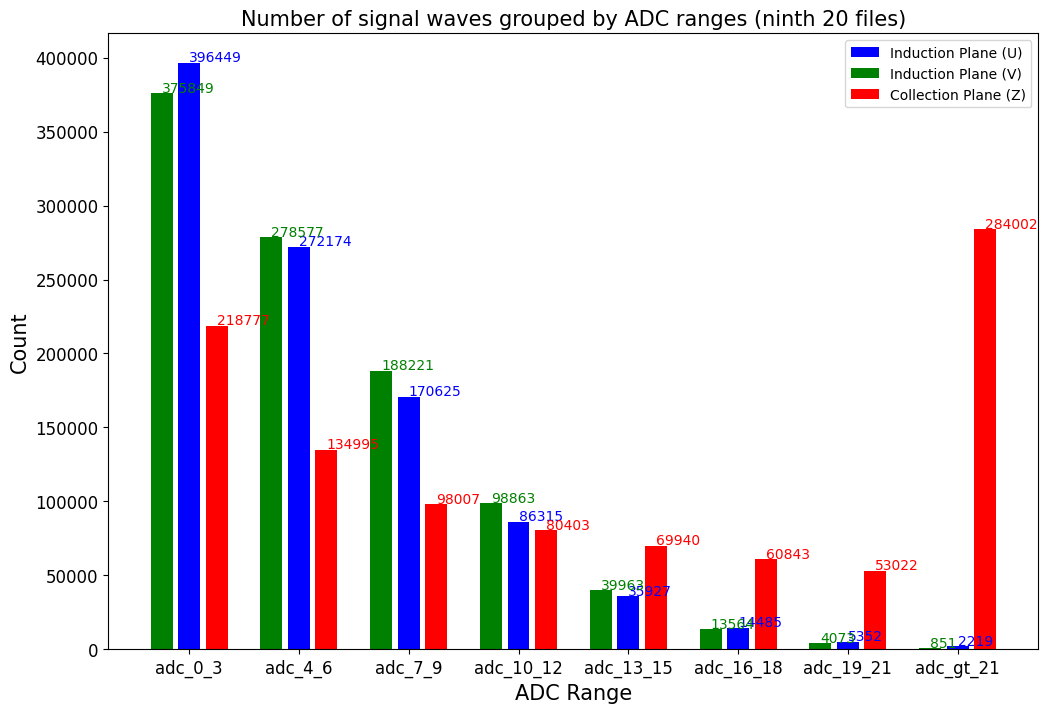 Number of signal waves grouped by ADC ranges (ninth 20 files)
Induction Plane (U)
Induction Plane (V)
Collection Plane (Z)
Count
400000
350000
300000
250000
200000
150000
100000
50000
0
375849
396449
278577
272174
134995
188221
170625
98007
98863
86315
80403
39963
35927
69940
13564
14485
60843
4073
5352
53022
851
2219
284002
adc_0_3
adc_4_6
adc_7_9
adc_10_12
adc_13_15
adc_16_18
adc_19_21
adc_gt_21
ADC Range